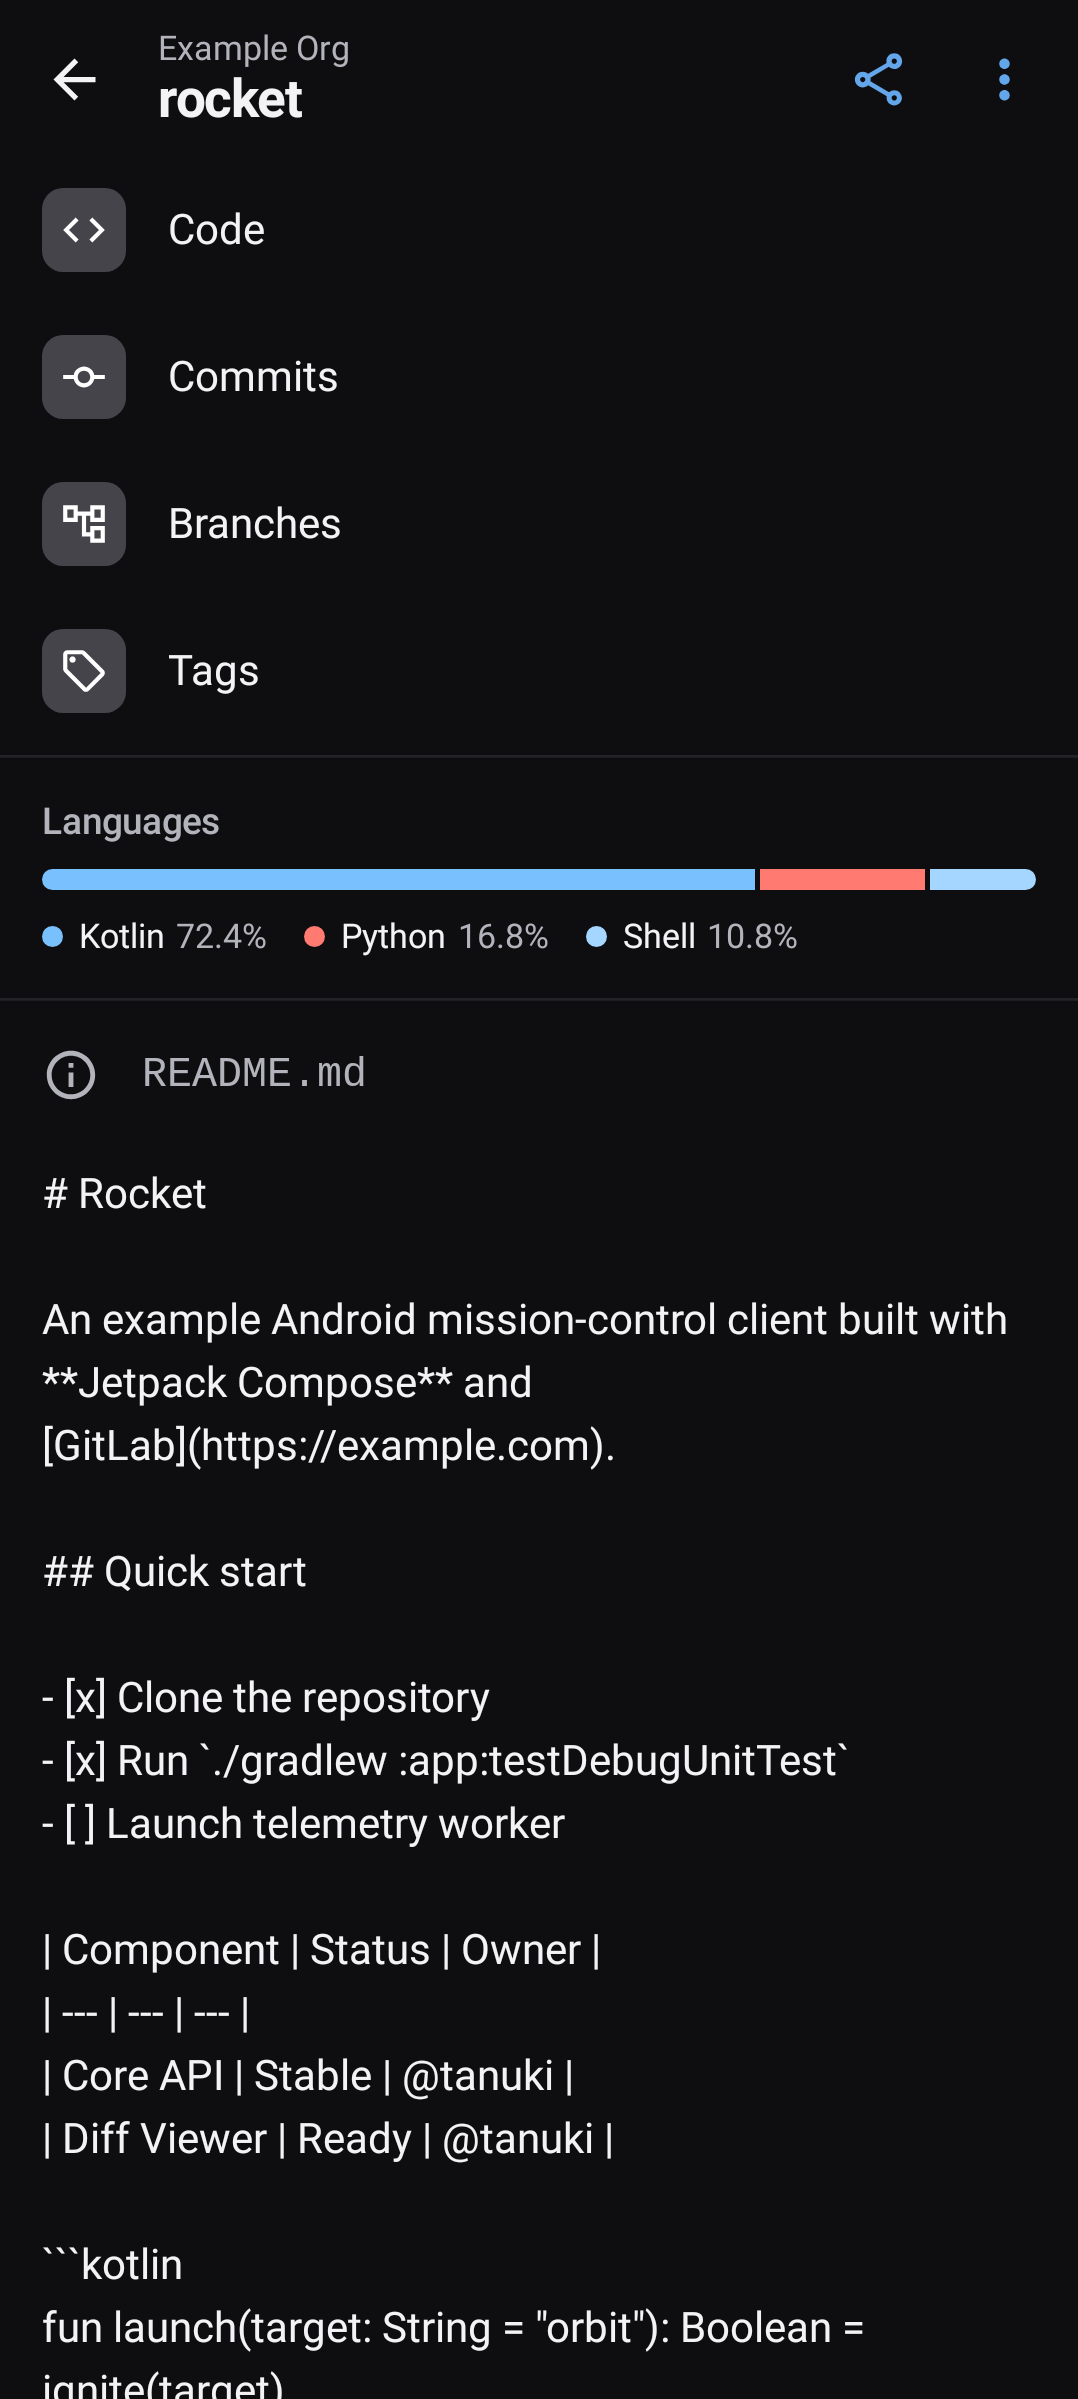 Example Org
rocket
Code
Commits
Branches
Tags
Languages
Kotlin 72.4% Python 16.8% Shell 10.8%
README.md
# Rocket
An example Android mission-control client built with
**Jetpack Compose** and
[GitLab](https://example.com).
## Quick start
- [x] Clone the repository
- [x] Run `./gradlew :app:testDebugUnitTest`
- [ ] Launch telemetry worker
| Component | Status | Owner |
| --- | --- | --- |
| Core API | Stable | @tanuki |
| Diff Viewer | Ready | @tanuki |
```kotlin
fun launch(target: String = "orbit"): Boolean =
ignite(target)